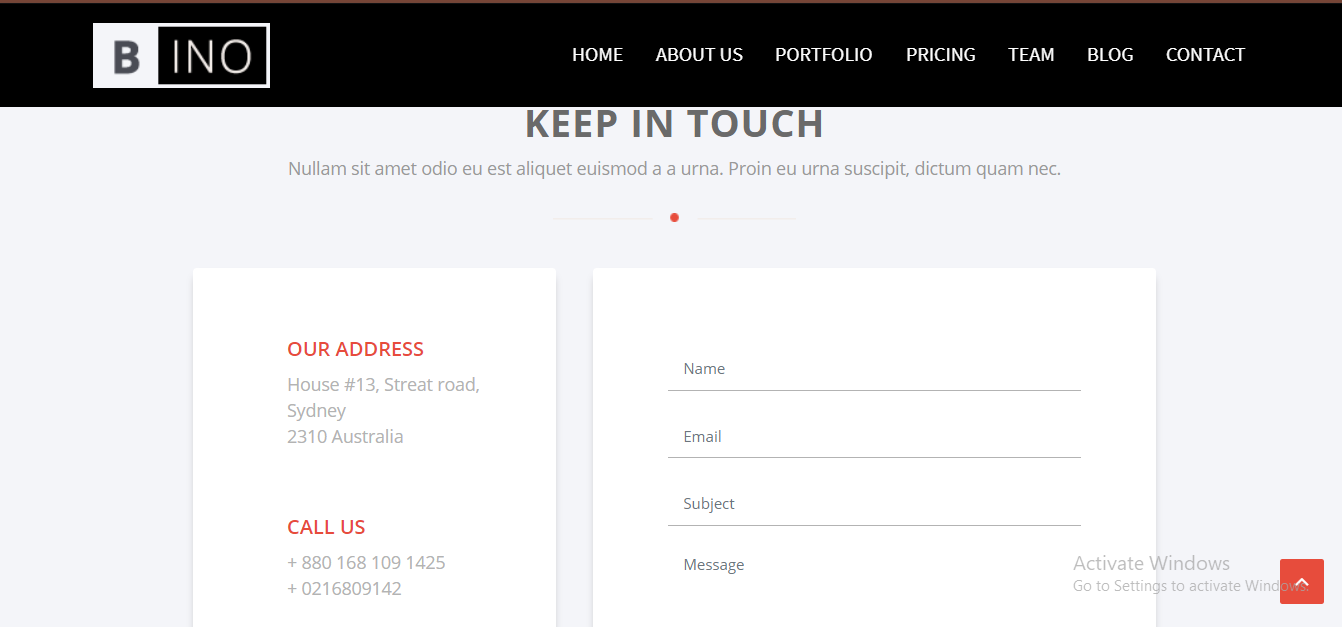 B INO
HOME ABOUT US PORTFOLIO PRICING TEAM BLOG CONTACT
KEEP IN TOUCH
Nullam sit amet odio eu est aliquet euismod a a urna. Proin eu urna suscipit, dictum quam nec.
OUR ADDRESS
House #13, Streat road,
Sydney
2310 Australia
CALL US
+ 880 168 109 1425
+ 0216809142
Name
Email
Subject
Message
Activate Windows
Go to Settings to activate Windows.